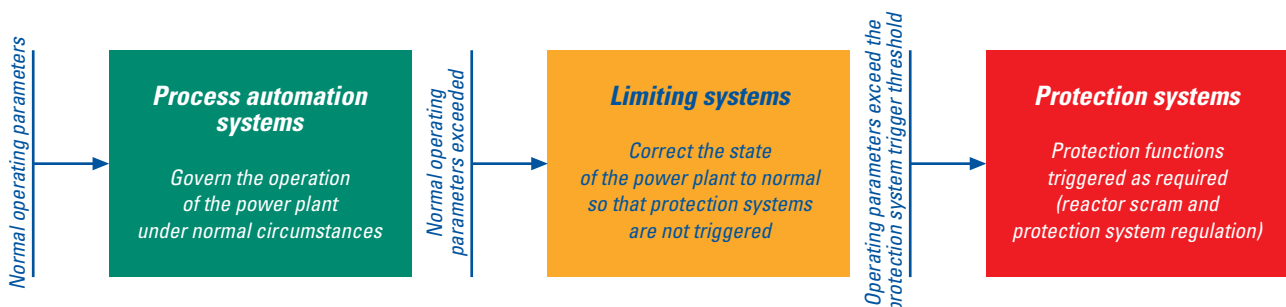 Normal operating parameters
Process automation
systems
Govern the operation
of the power plant
under normal circumstances
Normal operating
parameters exceeded
Limiting systems
Correct the state
of the power plant to normal
so that protection systems
are not triggered
Operating parameters exceed the
protection system trigger threshold
Protection systems
Protection functions
triggered as required
(reactor scram and
protection system regulation)